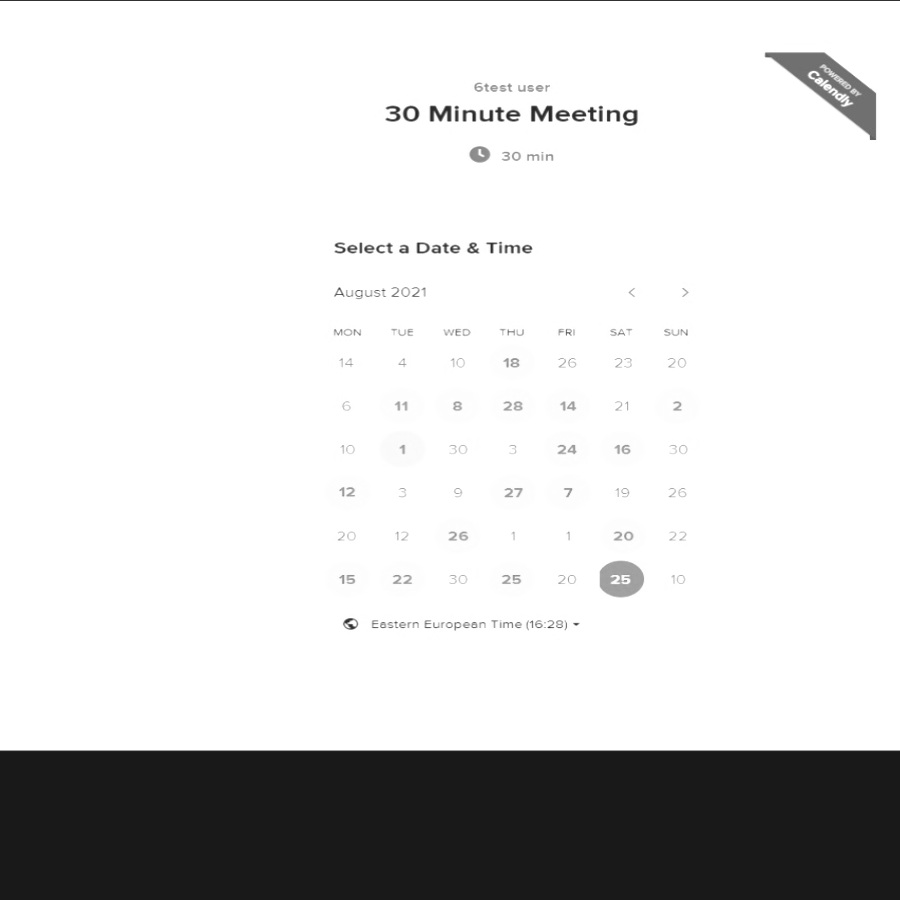 POWERED BY
Calendly
6test user
30 Minute Meeting
30 min
Select a Date & Time
August 2021 < >
MON TUE WED THU FRI SAT SUN
14 4 10 18 26 23 20
6 11 8 28 14 21 2
10 1 30 3 24 16 30
12 3 9 27 7 19 26
20 12 26 1 1 20 22
15 22 30 25 20 25 10
Eastern European Time (16:28)